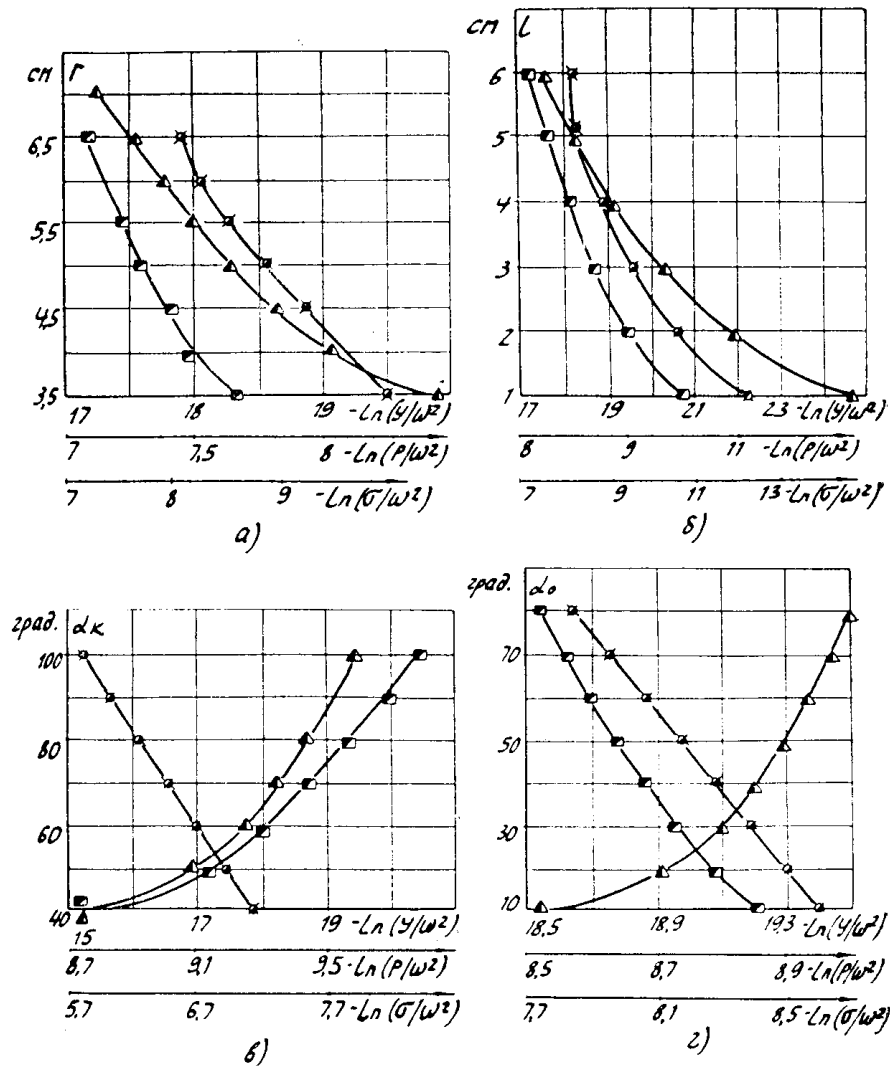 см г
6,5
5,5
4,5
3,5
17 18 19 -Ln(У/ω²)
7 7,5 8 -Ln(P/ω²)
7 8 9 -Ln(σ/ω²)
а)
см l
6
5
4
3
2
1
17 19 21 23 -Ln(У/ω²)
8 9 11 -Ln(P/ω²)
7 9 11 13 -Ln(σ/ω²)
б)
град. αк
100
80
60
40
15 17 19 -Ln(У/ω²)
8,7 9,1 9,5 -Ln(P/ω²)
5,7 6,7 7,7 -Ln(σ/ω²)
в)
град. α₀
70
50
30
10
18,5 18,9 19,3 -Ln(У/ω²)
8,5 8,7 8,9 -Ln(P/ω²)
7,7 8,1 8,5 -Ln(σ/ω²)
г)